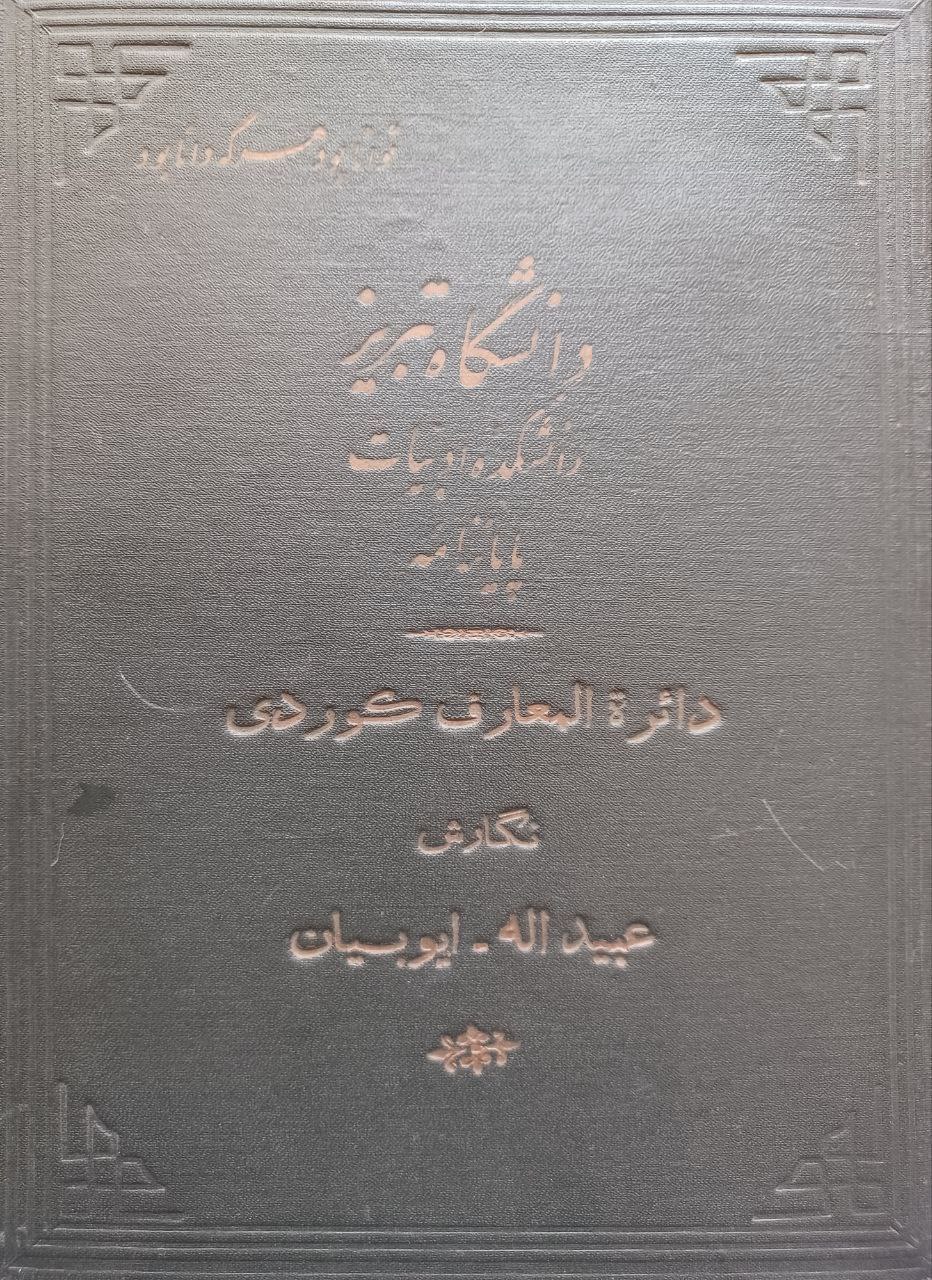 توانا بود هر که دانا بود
دانشگاه تبریز
دانشکده ادبیات
پایان‌نامه
دائرة المعارف کوردی
نگارش
عبید اله - ایوبیان